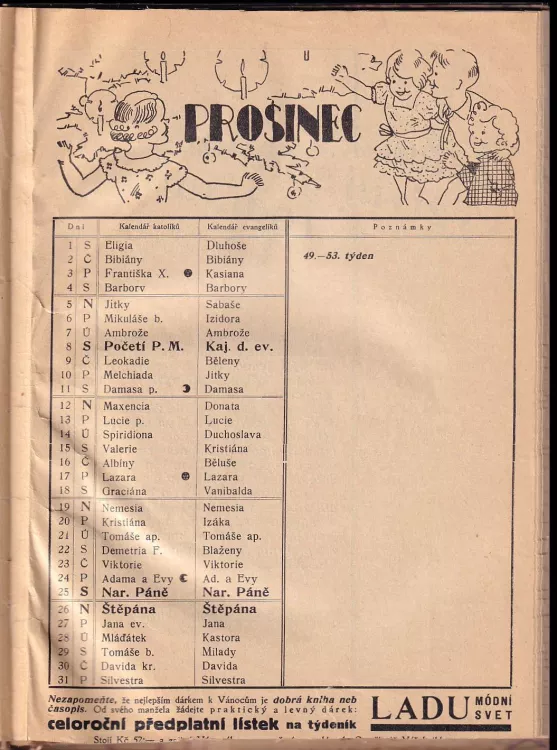 PROSINEC
Dni Kalendář katolíků Kalendář evangelíků Poznámky
1 S Eligia Dluhoše
49.—53. týden
2 Č Bibiány Bibiány
3 P Františka X. Kasiana
4 S Barbory Barbory
5 N Jitky Sabaše
6 P Mikuláše b. Izidora
7 Ú Ambrože Ambrože
8 S Početí P. M. Kaj. d. ev.
9 Č Leokadie Běleny
10 P Melchiada Jitky
11 S Damasa p. Damasa
12 N Maxencia Donata
13 P Lucie p. Lucie
14 Ú Spiridiona Duchoslava
15 S Valerie Kristiána
16 Č Albíny Běluše
17 P Lazara Lazara
18 S Graciána Vanibalda
19 N Nemesia Nemesia
20 P Kristiána Izáka
21 Ú Tomáše ap. Tomáše ap.
22 S Demetria F. Blaženy
23 Č Viktorie Viktorie
24 P Adama a Evy Ad. a Evy
25 S Nar. Páně Nar. Páně
26 N Štěpána Štěpána
27 P Jana ev. Jana
28 Ú Mláďátek Kastora
29 S Tomáše b. Milady
30 Č Davida kr. Davida
31 P Silvestra Silvestra
Nezapomeňte, že nejlepším dárkem k Vánocům je dobrá kniha neb
časopis. Od svého manžela žádejte praktický a levný dárek:
celoroční předplatní lístek na týdeník
LADU MÓDNÍ
SVET
Stojí Kč 52·—